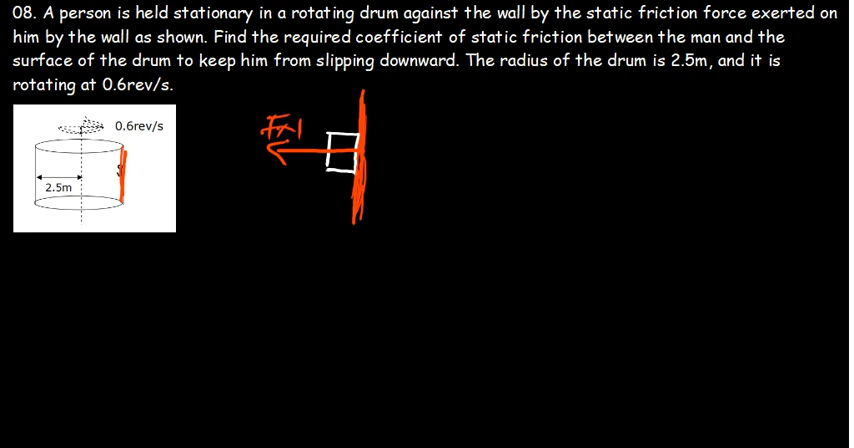 08. A person is held stationary in a rotating drum against the wall by the static friction force exerted on
him by the wall as shown. Find the required coefficient of static friction between the man and the
surface of the drum to keep him from slipping downward. The radius of the drum is 2.5m, and it is
rotating at 0.6rev/s.
0.6rev/s
2.5m